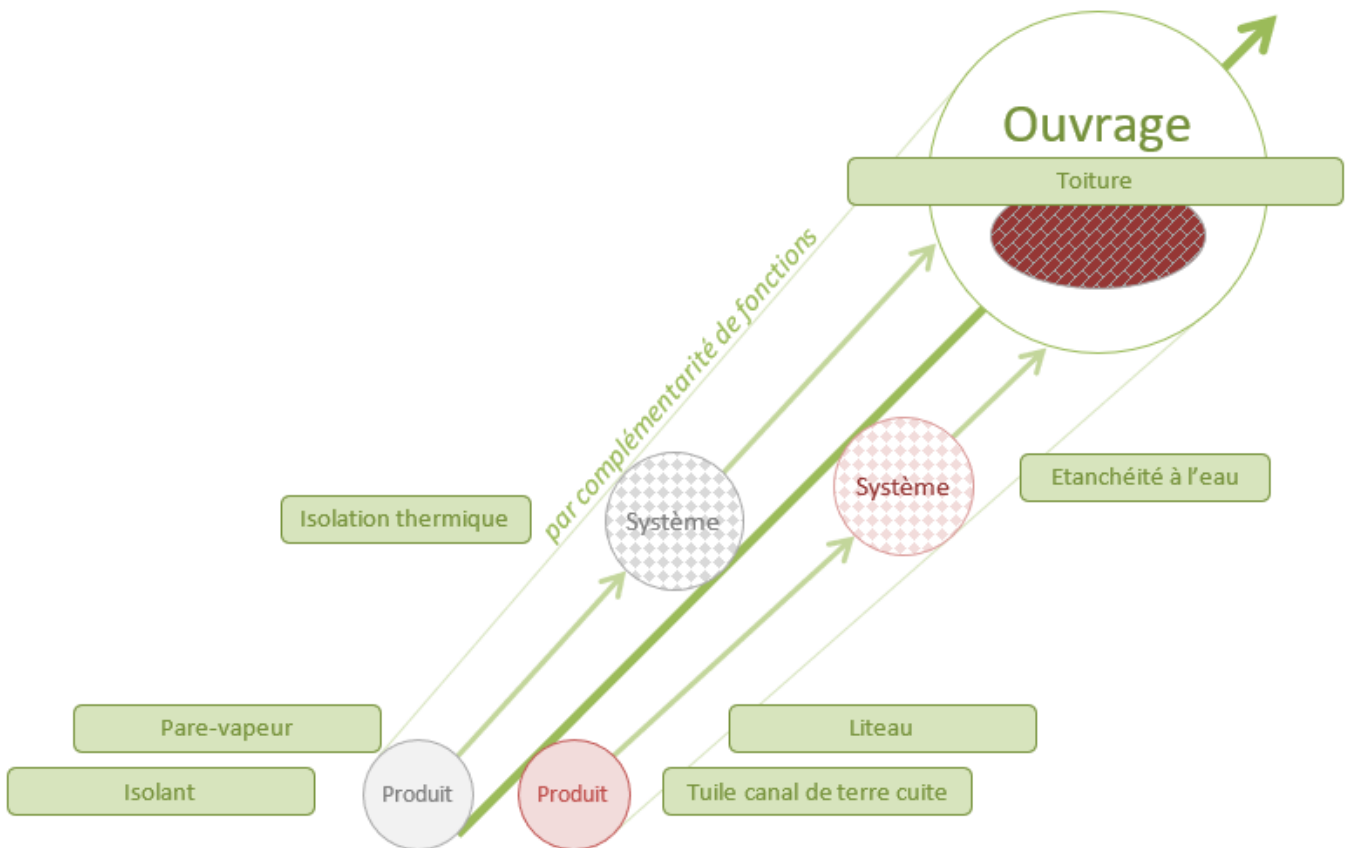 Ouvrage
Toiture
par complémentarité de fonctions
Système
Etanchéité à l'eau
Isolation thermique
Système
Pare-vapeur
Liteau
Isolant
Produit
Produit
Tuile canal de terre cuite